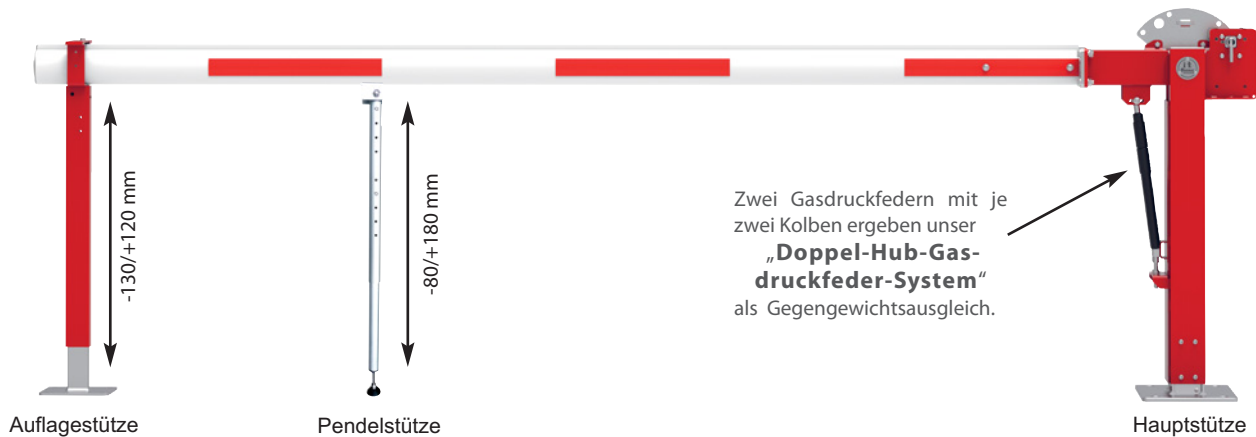 -130/+120 mm
-80/+180 mm
Zwei Gasdruckfedern mit je
zwei Kolben ergeben unser
„Doppel-Hub-Gas-
druckfeder-System“
als Gegengewichtsausgleich.
Auflagestütze
Pendelstütze
Hauptstütze